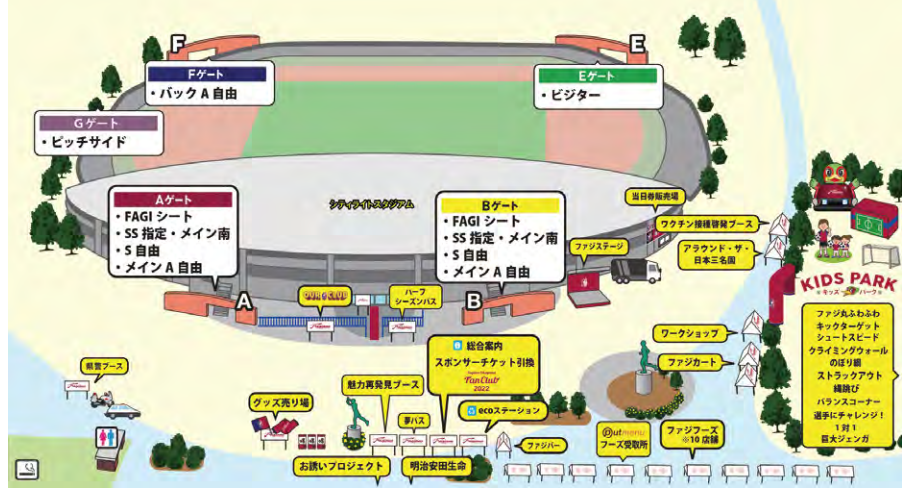 F
E
Fゲート
・バック A 自由
Eゲート
・ビジター
Gゲート
・ピッチサイド
シティライトスタジアム
Aゲート
・FAGI シート
・SS 指定・メイン南
・S 自由
・メイン A 自由
Bゲート
・FAGI シート
・SS 指定・メイン南
・S 自由
・メイン A 自由
A
B
当日券販売場
ワクチン接種啓発ブース
アラウンド・ザ・
日本三名園
ファジステージ
OUR CLUB
ハーフ
シーズンパス
KIDS PARK
キッズ パーク
ファジ丸ふわふわ
キックターゲット
シュートスピード
クライミングウォール
のぼり綱
ストラックアウト
縄跳び
バランスコーナー
選手にチャレンジ！
1 対 1
巨大ジェンガ
ワークショップ
ファジカート
総合案内
スポンサーチケット引換
FanClub
2022
ecoステーション
県警ブース
グッズ売り場
魅力再発見ブース
夢パス
お誘いプロジェクト
明治安田生命
ファジバー
putmenu
フーズ受取所
ファジフーズ
※10 店舗